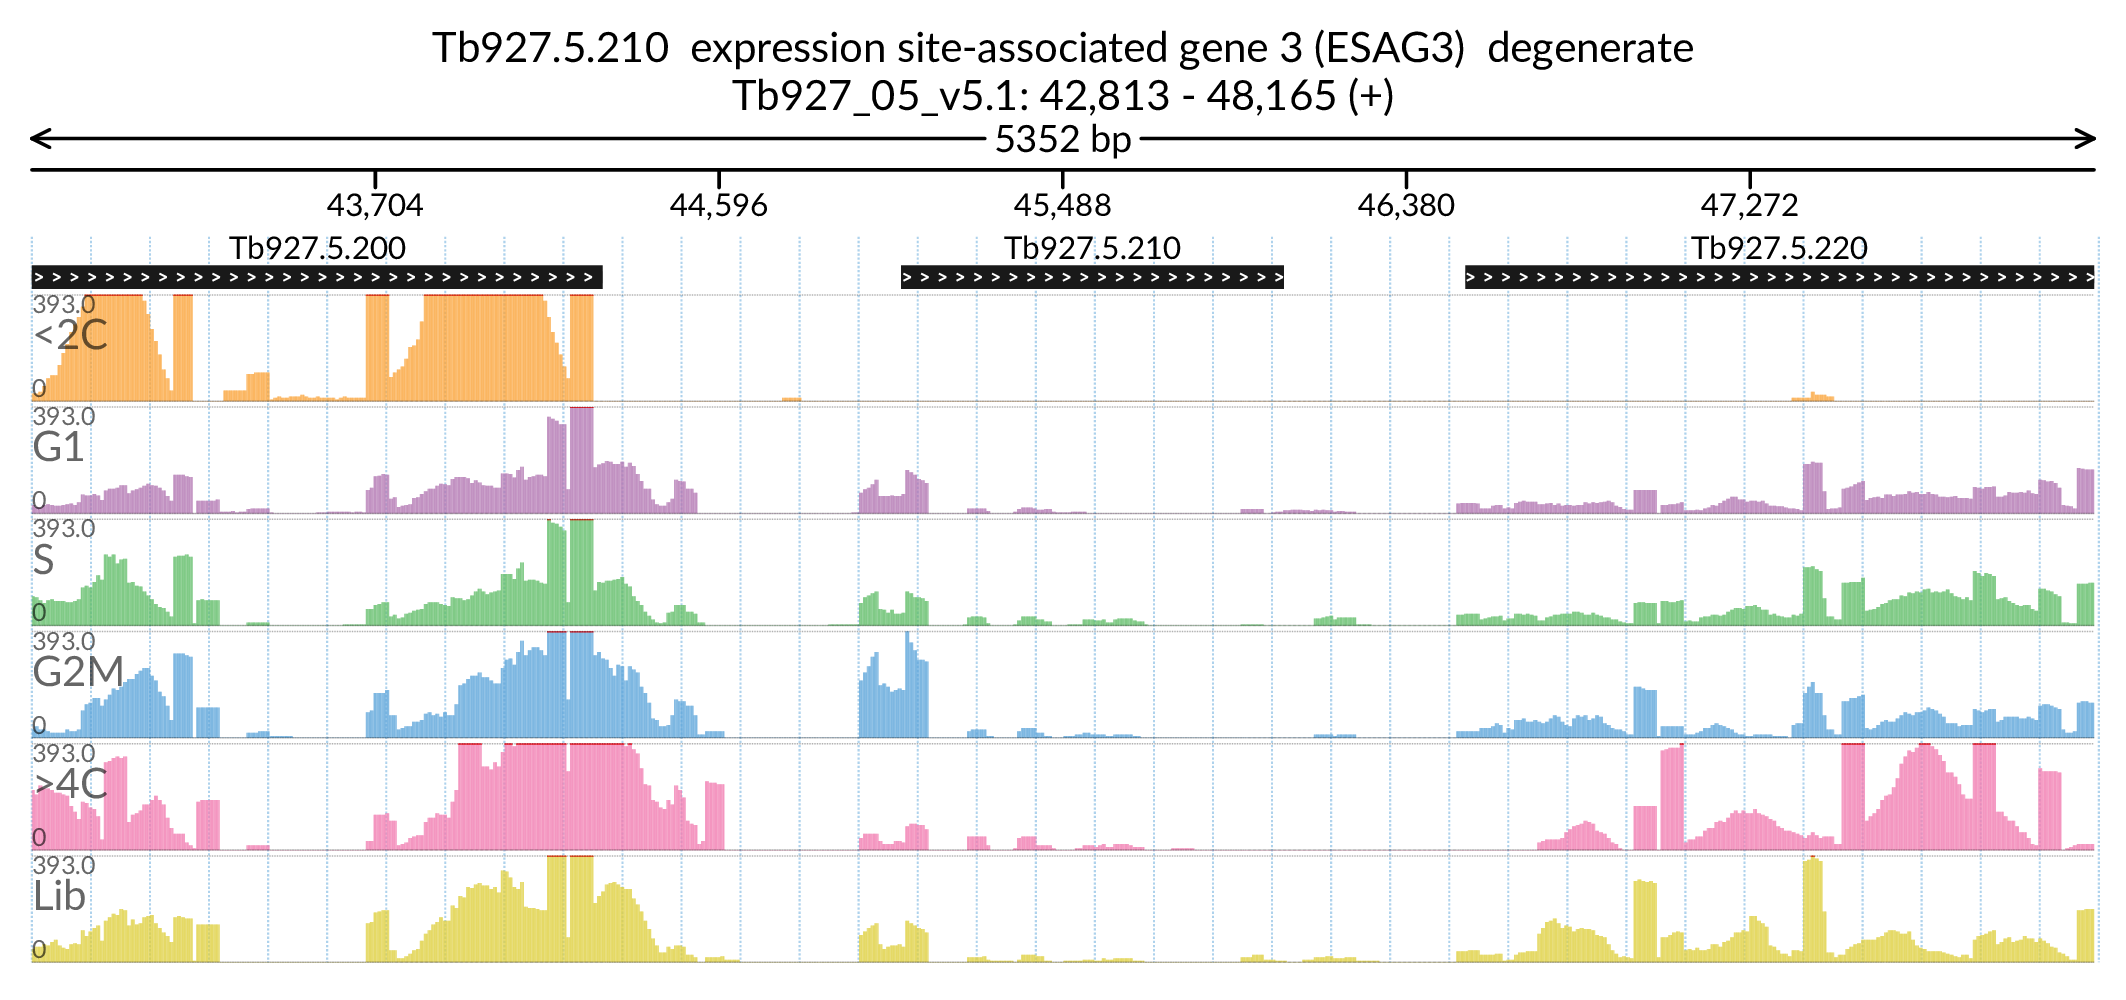 Tb927.5.210  expression site-associated gene 3 (ESAG3)  degenerate
Tb927_05_v5.1: 42,813 - 48,165 (+)
5352 bp
43,704 44,596 45,488 46,380 47,272
Tb927.5.200 Tb927.5.210 Tb927.5.220
393.0
<2C
0
393.0
G1
0
393.0
S
0
393.0
G2M
0
393.0
>4C
0
393.0
Lib
0